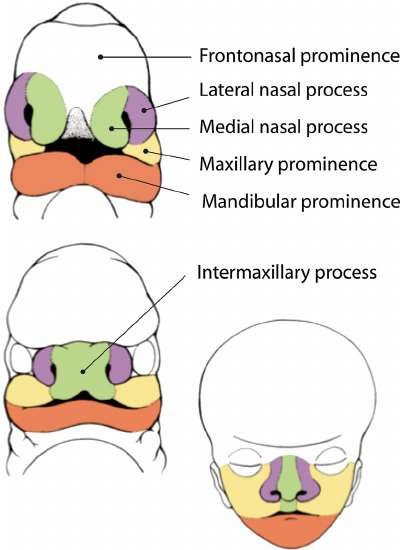 Frontonasal prominence
Lateral nasal process
Medial nasal process
Maxillary prominence
Mandibular prominence
Intermaxillary process